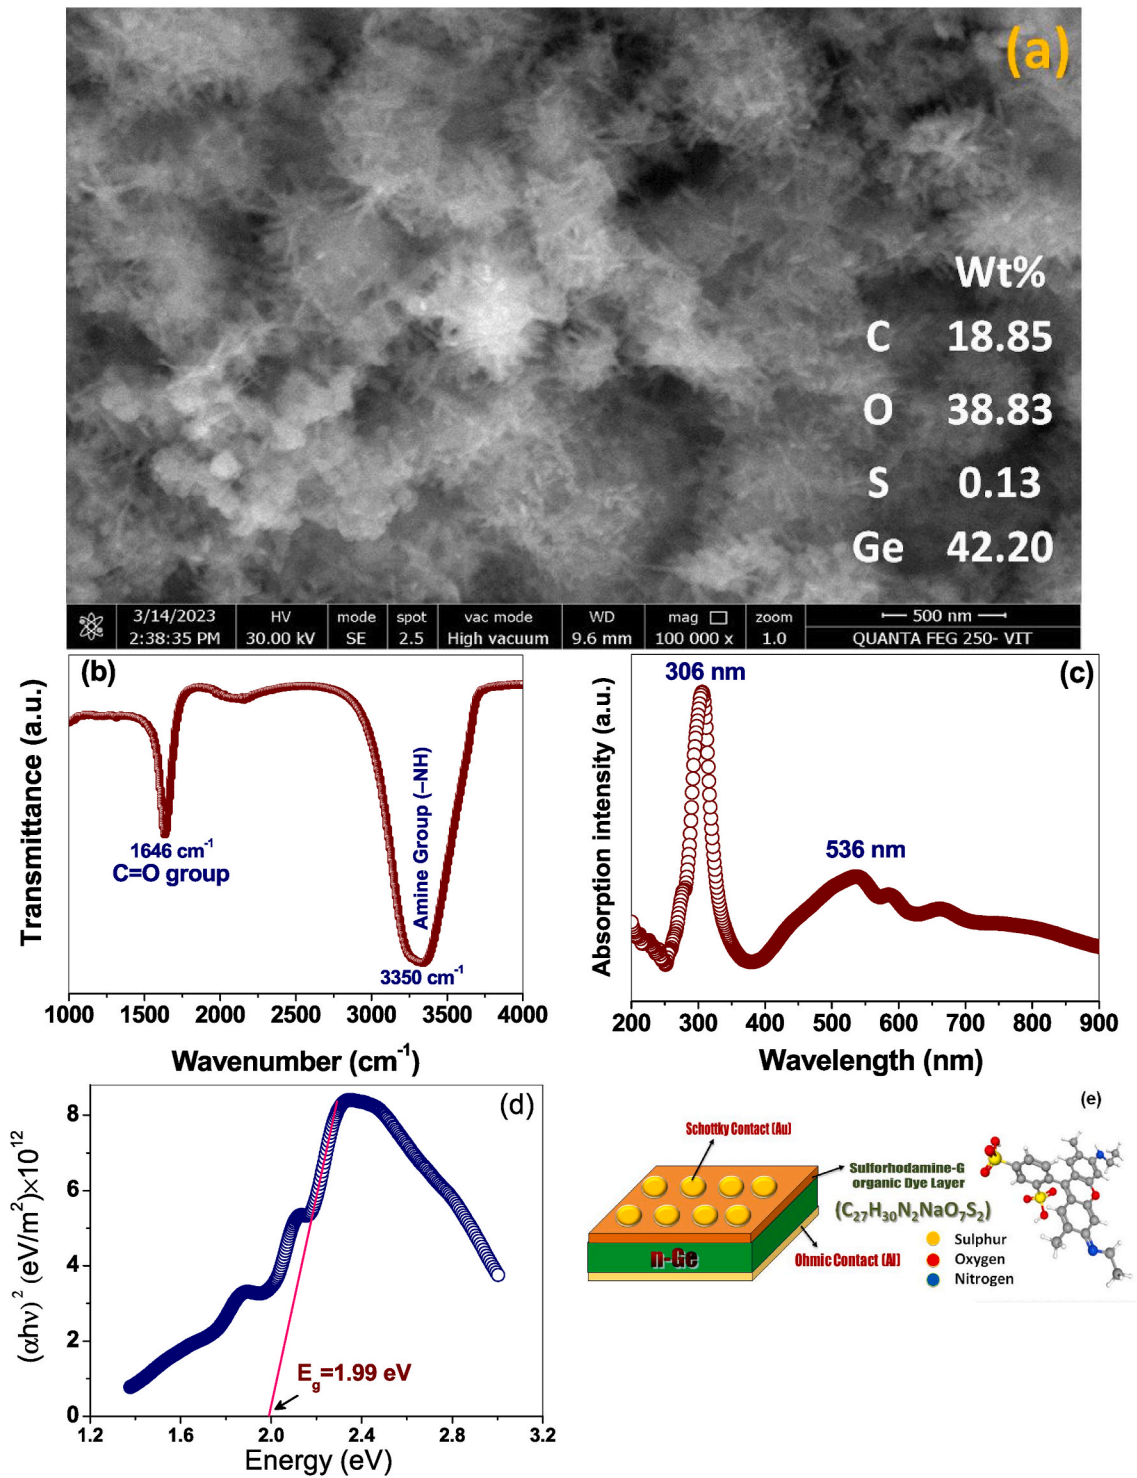 (a)
Wt%
C 18.85
O 38.83
S 0.13
Ge 42.20
3/14/2023 HV mode spot vac mode WD mag zoom 500 nm
2:38:35 PM 30.00 kV SE 2.5 High vacuum 9.6 mm 100 000 x 1.0 QUANTA FEG 250- VIT
(b)
Transmittance (a.u.)
1646 cm⁻¹
C=O group
Amine Group (–NH)
3350 cm⁻¹
1000 1500 2000 2500 3000 3500 4000
Wavenumber (cm⁻¹)
(c)
Absorption intensity (a.u.)
306 nm
536 nm
200 300 400 500 600 700 800 900
Wavelength (nm)
(d)
(αhν)² (eV/m²)×10¹²
8
6
4
2
0
E_g=1.99 eV
1.2 1.6 2.0 2.4 2.8 3.2
Energy (eV)
(e)
Schottky Contact (Au)
Sulforhodamine-G
organic Dye Layer
(C₂₇H₃₀N₂NaO₇S₂)
n-Ge
Ohmic Contact (Al)
Sulphur
Oxygen
Nitrogen